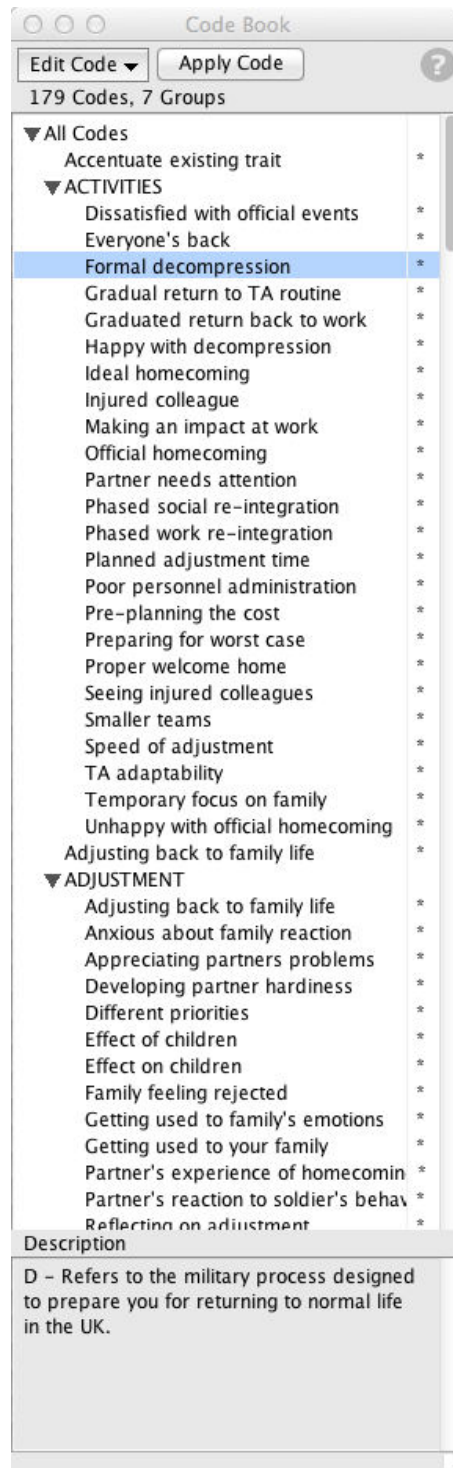 Code Book
Edit Code Apply Code ?
179 Codes, 7 Groups
All Codes
Accentuate existing trait *
ACTIVITIES
Dissatisfied with official events *
Everyone's back *
Formal decompression *
Gradual return to TA routine *
Graduated return back to work *
Happy with decompression *
Ideal homecoming *
Injured colleague *
Making an impact at work *
Official homecoming *
Partner needs attention *
Phased social re-integration *
Phased work re-integration *
Planned adjustment time *
Poor personnel administration *
Pre-planning the cost *
Preparing for worst case *
Proper welcome home *
Seeing injured colleagues *
Smaller teams *
Speed of adjustment *
TA adaptability *
Temporary focus on family *
Unhappy with official homecoming *
Adjusting back to family life *
ADJUSTMENT
Adjusting back to family life *
Anxious about family reaction *
Appreciating partners problems *
Developing partner hardiness *
Different priorities *
Effect of children *
Effect on children *
Family feeling rejected *
Getting used to family's emotions *
Getting used to your family *
Partner's experience of homecomin *
Partner's reaction to soldier's behav *
Reflecting on adjustment *
Description
D - Refers to the military process designed
to prepare you for returning to normal life
in the UK.